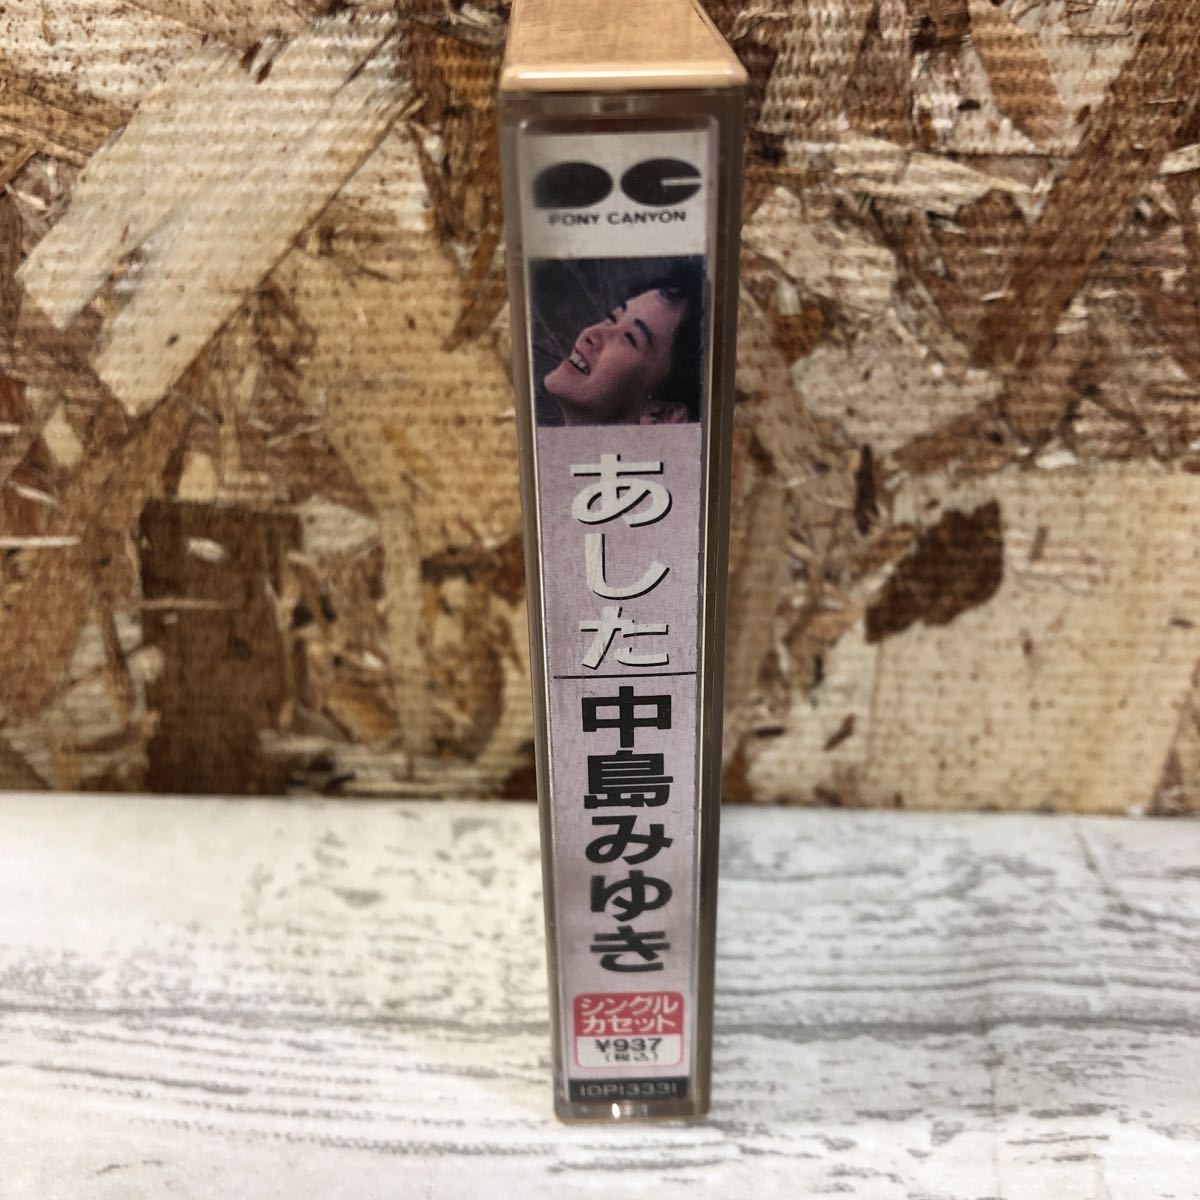 PONY CANYON
あした
中島みゆき
シングル
カセット
¥937
(税込)
10P13331